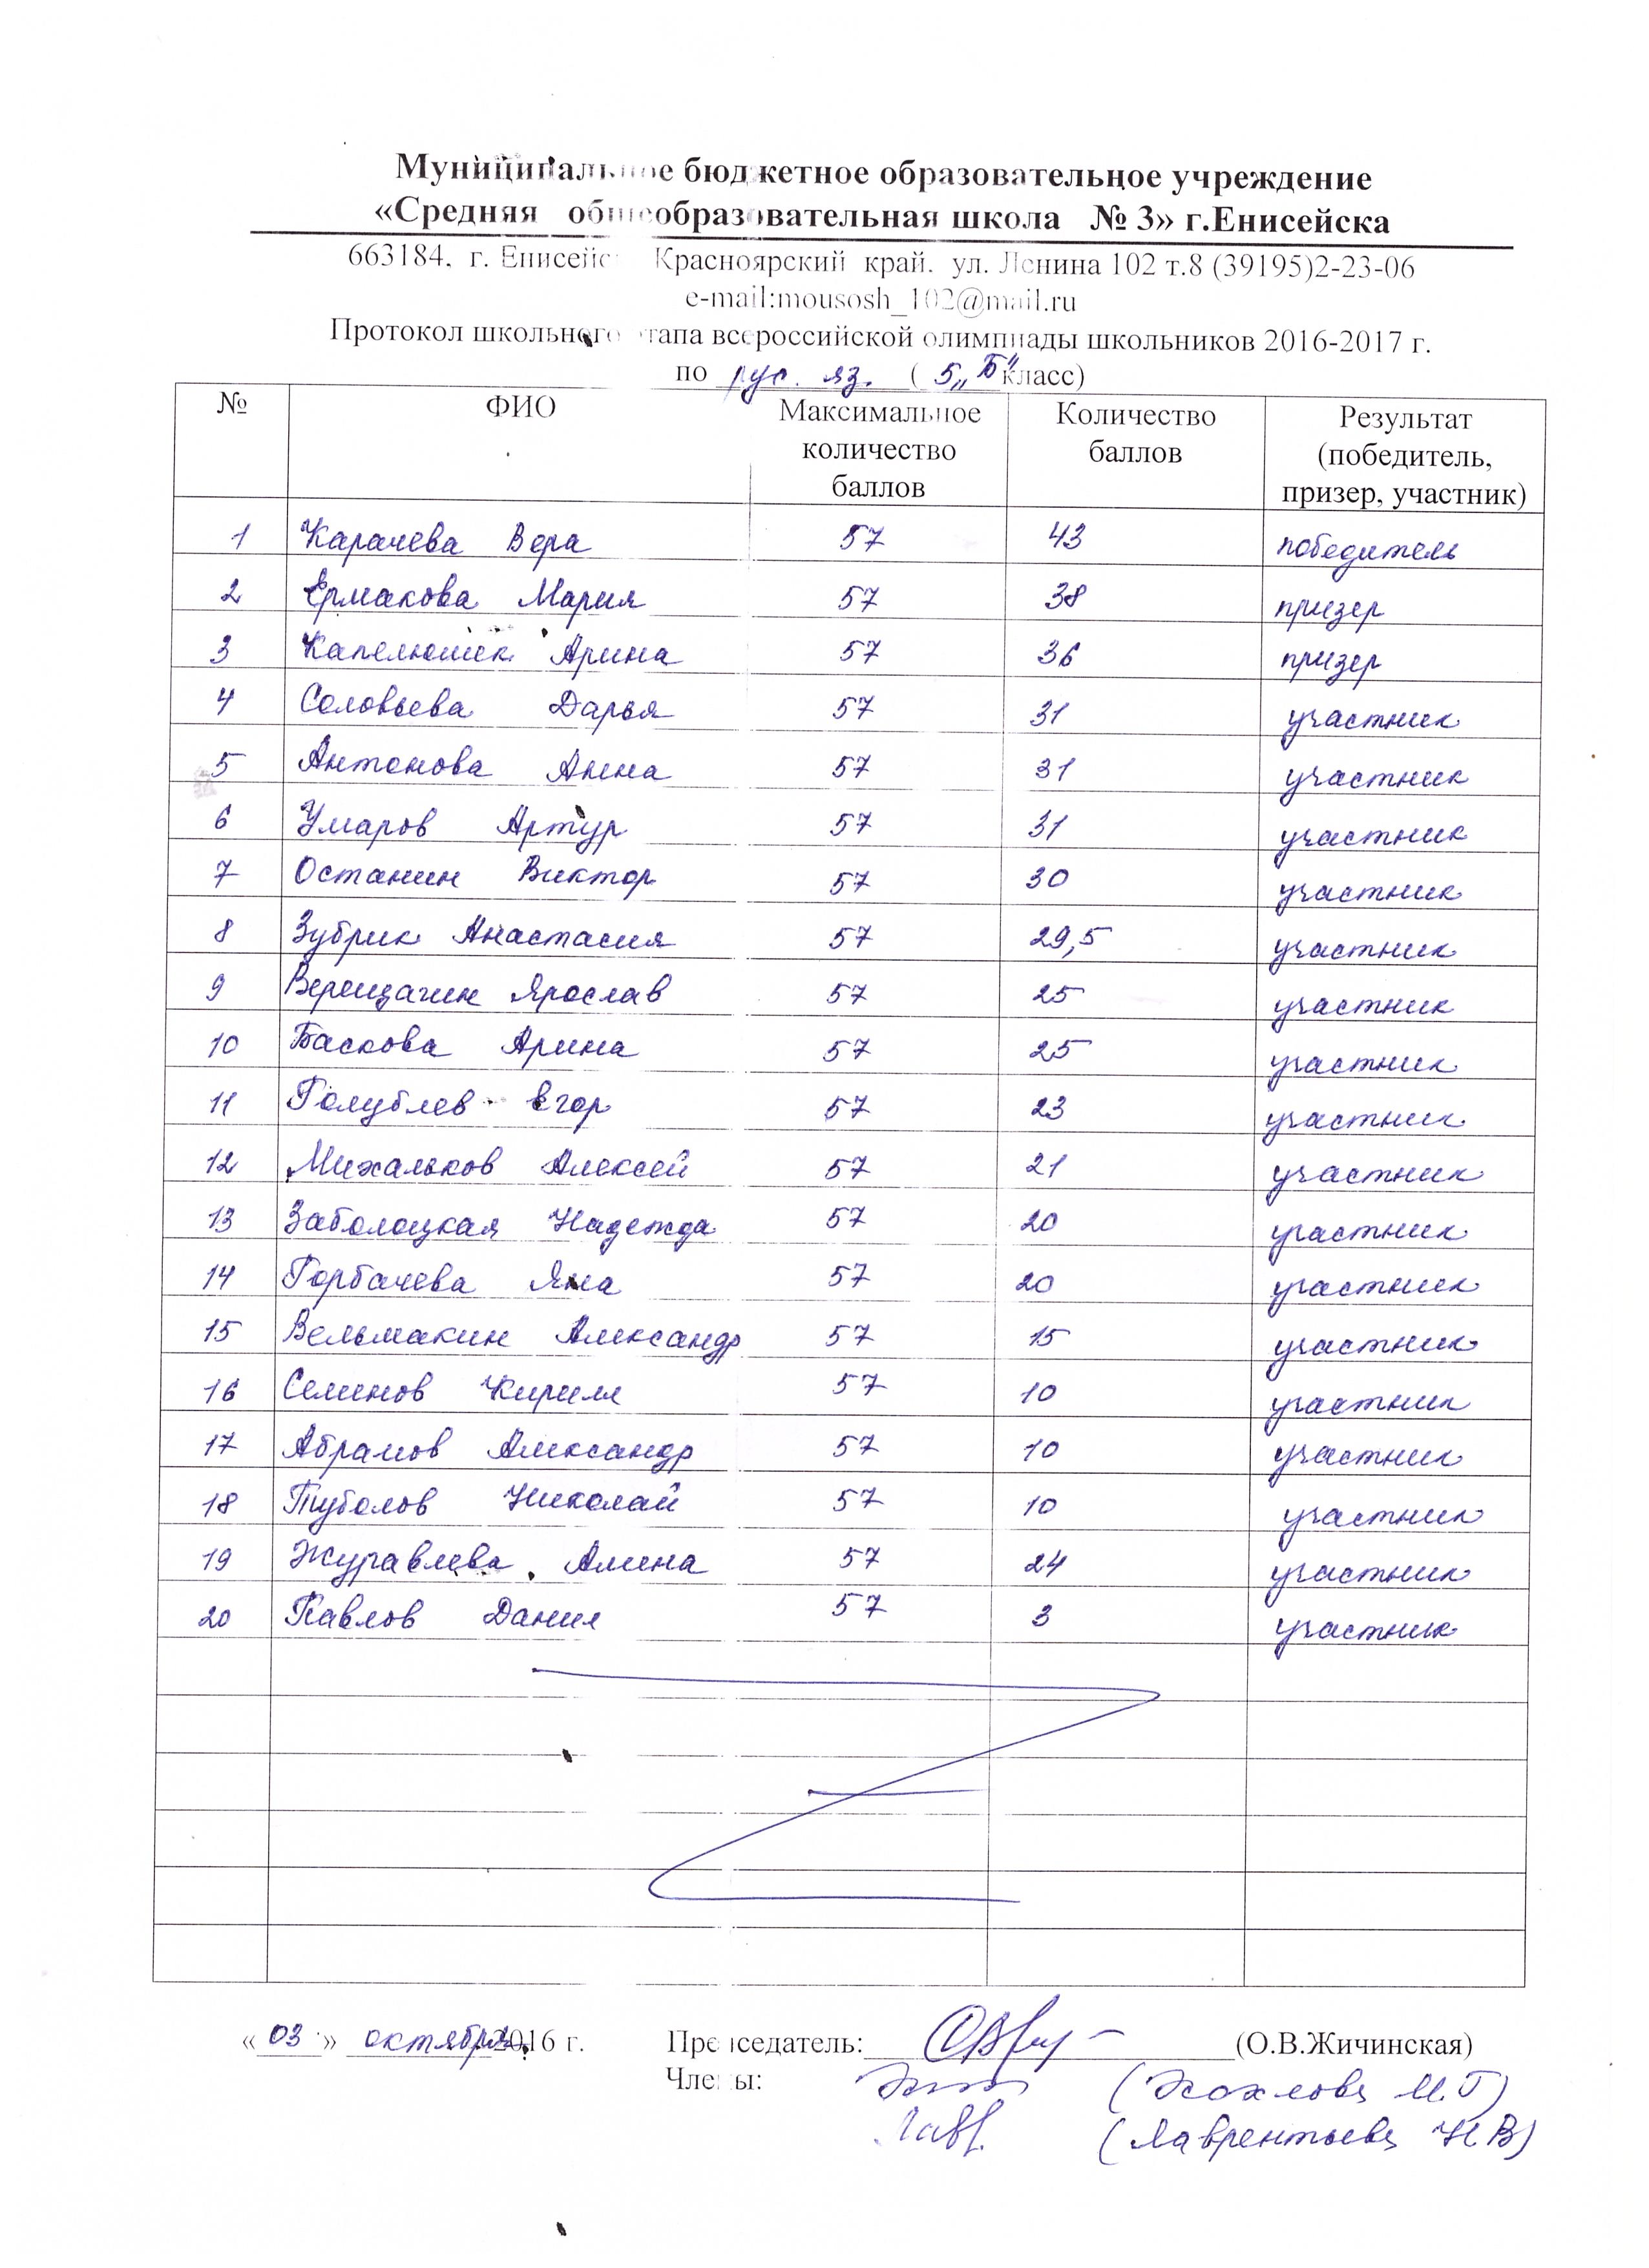 Муниципальное бюджетное образовательное учреждение
«Средняя общеобразовательная школа № 3» г.Енисейска
663184, г. Енисейск Красноярский край, ул. Ленина 102 т.8 (39195)2-23-06
e-mail:mousosh_102@mail.ru
Протокол школьного этапа всероссийской олимпиады школьников 2016-2017 г.
по рус. яз. ( 5 „Б" класс)
№ ФИО Максимальное количество баллов Количество баллов Результат (победитель, призер, участник)
1 Карачева Вера 57 43 победитель
2 Ермакова Мария 57 38 призер
3 Капелюшек Арина 57 36 призер
4 Соловьева Дарья 57 31 участник
5 Антонова Анна 57 31 участник
6 Умаров Артур 57 31 участник
7 Останин Виктор 57 30 участник
8 Зубрик Анастасия 57 29,5 участник
9 Верещагин Ярослав 57 25 участник
10 Баскова Арина 57 25 участник
11 Голублев Егор 57 23 участник
12 Михальков Алексей 57 21 участник
13 Заболоцкая Надежда 57 20 участник
14 Горбачева Яна 57 20 участник
15 Вельмакин Александр 57 15 участник
16 Семенов Кирилл 57 10 участник
17 Абрамов Александр 57 10 участник
18 Туболов Николай 57 10 участник
19 Журавлева Алина 57 24 участник
20 Павлов Данил 57 3 участник
«03» октября 2016 г. Председатель: (О.В.Жичинская)
Члены: (Хохлова М.Г)
(Лаврентьева Н В)